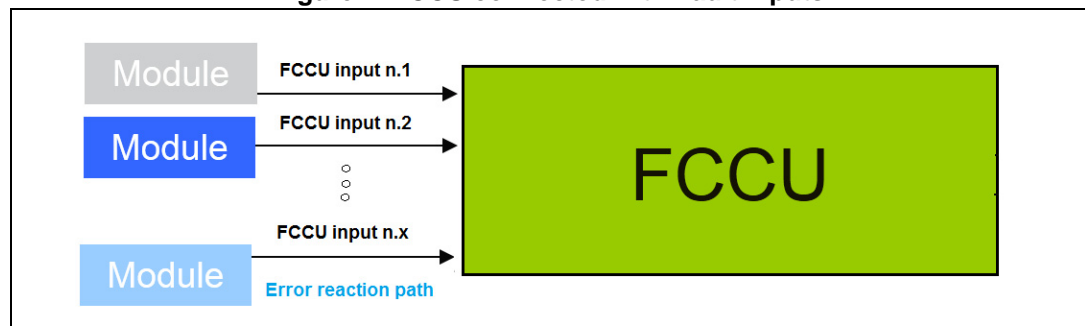 Module
FCCU input n.1
Module
FCCU input n.2
FCCU
FCCU input n.x
Module
Error reaction path